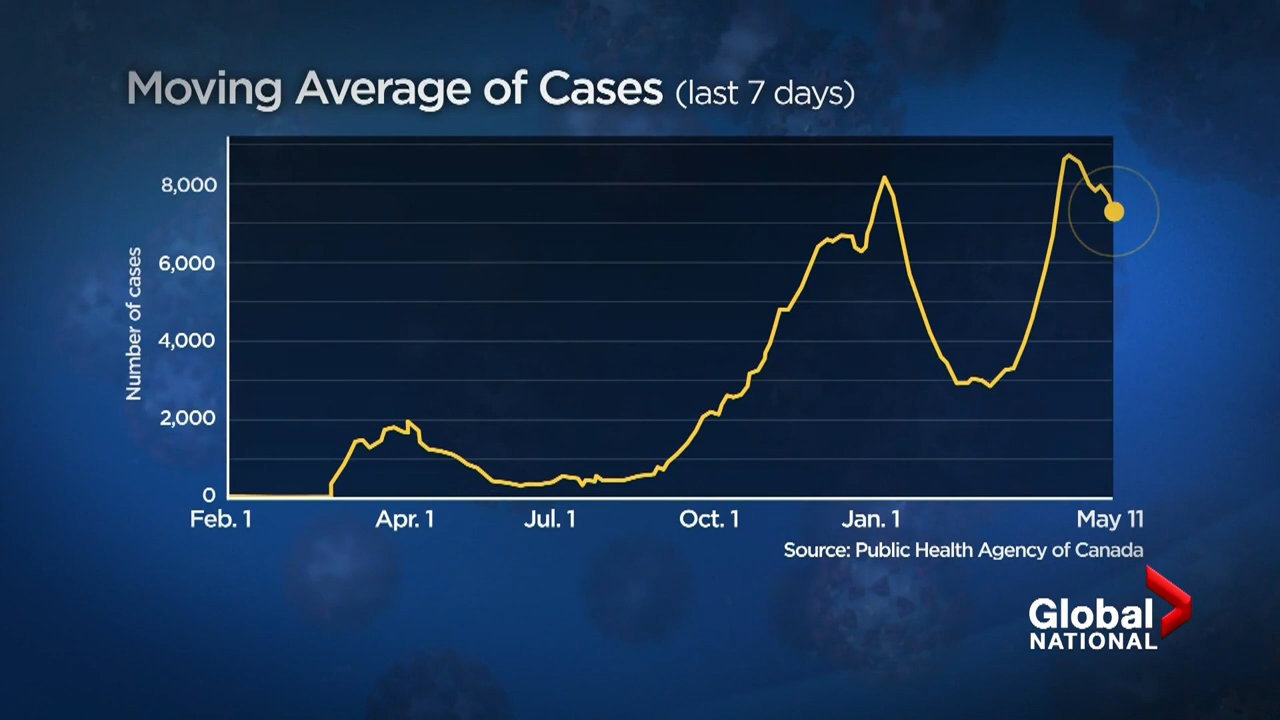 Moving Average of Cases (last 7 days)
Number of cases
8,000
6,000
4,000
2,000
0
Feb. 1 Apr. 1 Jul. 1 Oct. 1 Jan. 1 May 11
Source: Public Health Agency of Canada
Global
NATIONAL